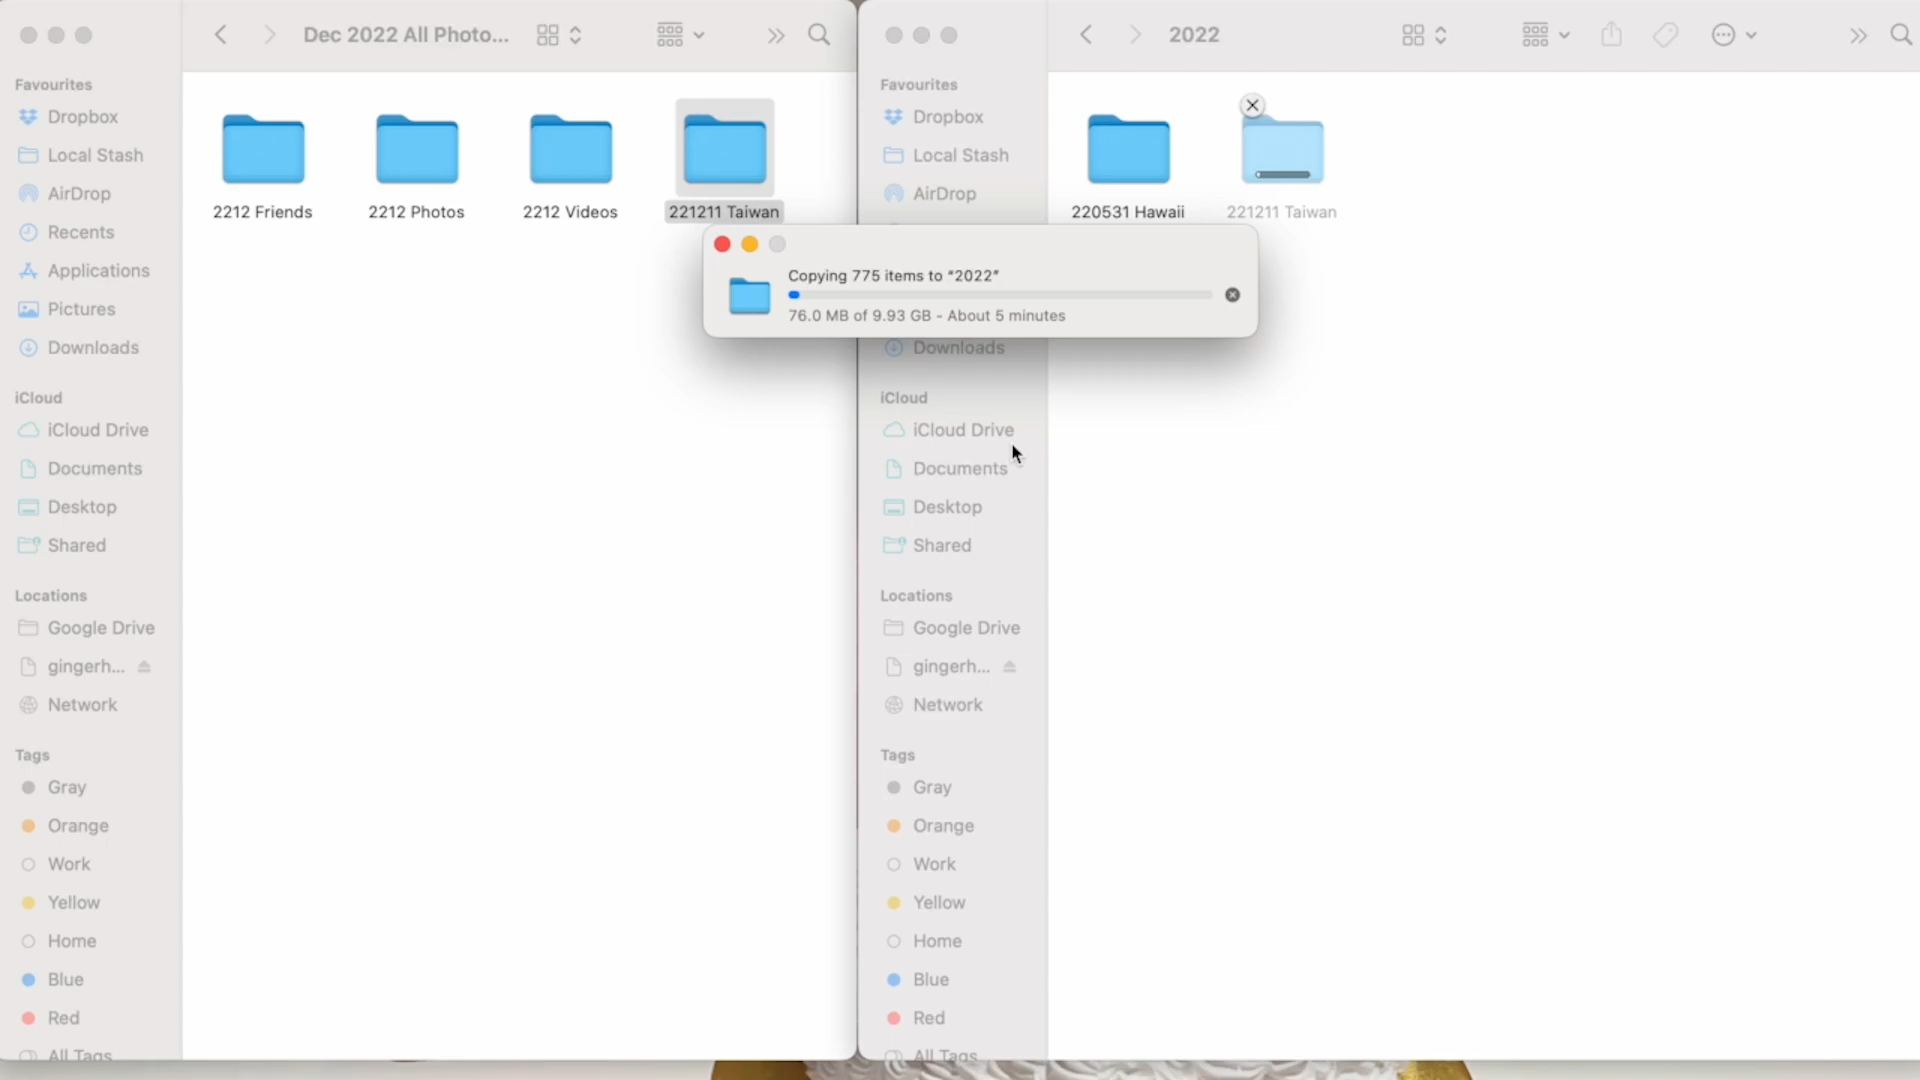 Dec 2022 All Photo...
Favourites
Dropbox
Local Stash
AirDrop
Recents
Applications
Pictures
Downloads
iCloud
iCloud Drive
Documents
Desktop
Shared
Locations
Google Drive
gingerh...
Network
Tags
Gray
Orange
Work
Yellow
Home
Blue
Red
All Tags
2212 Friends
2212 Photos
2212 Videos
221211 Taiwan
Copying 775 items to “2022”
76.0 MB of 9.93 GB - About 5 minutes
2022
Favourites
Dropbox
Local Stash
AirDrop
Downloads
iCloud
iCloud Drive
Documents
Desktop
Shared
Locations
Google Drive
gingerh...
Network
Tags
Gray
Orange
Work
Yellow
Home
Blue
Red
All Tags
220531 Hawaii
221211 Taiwan